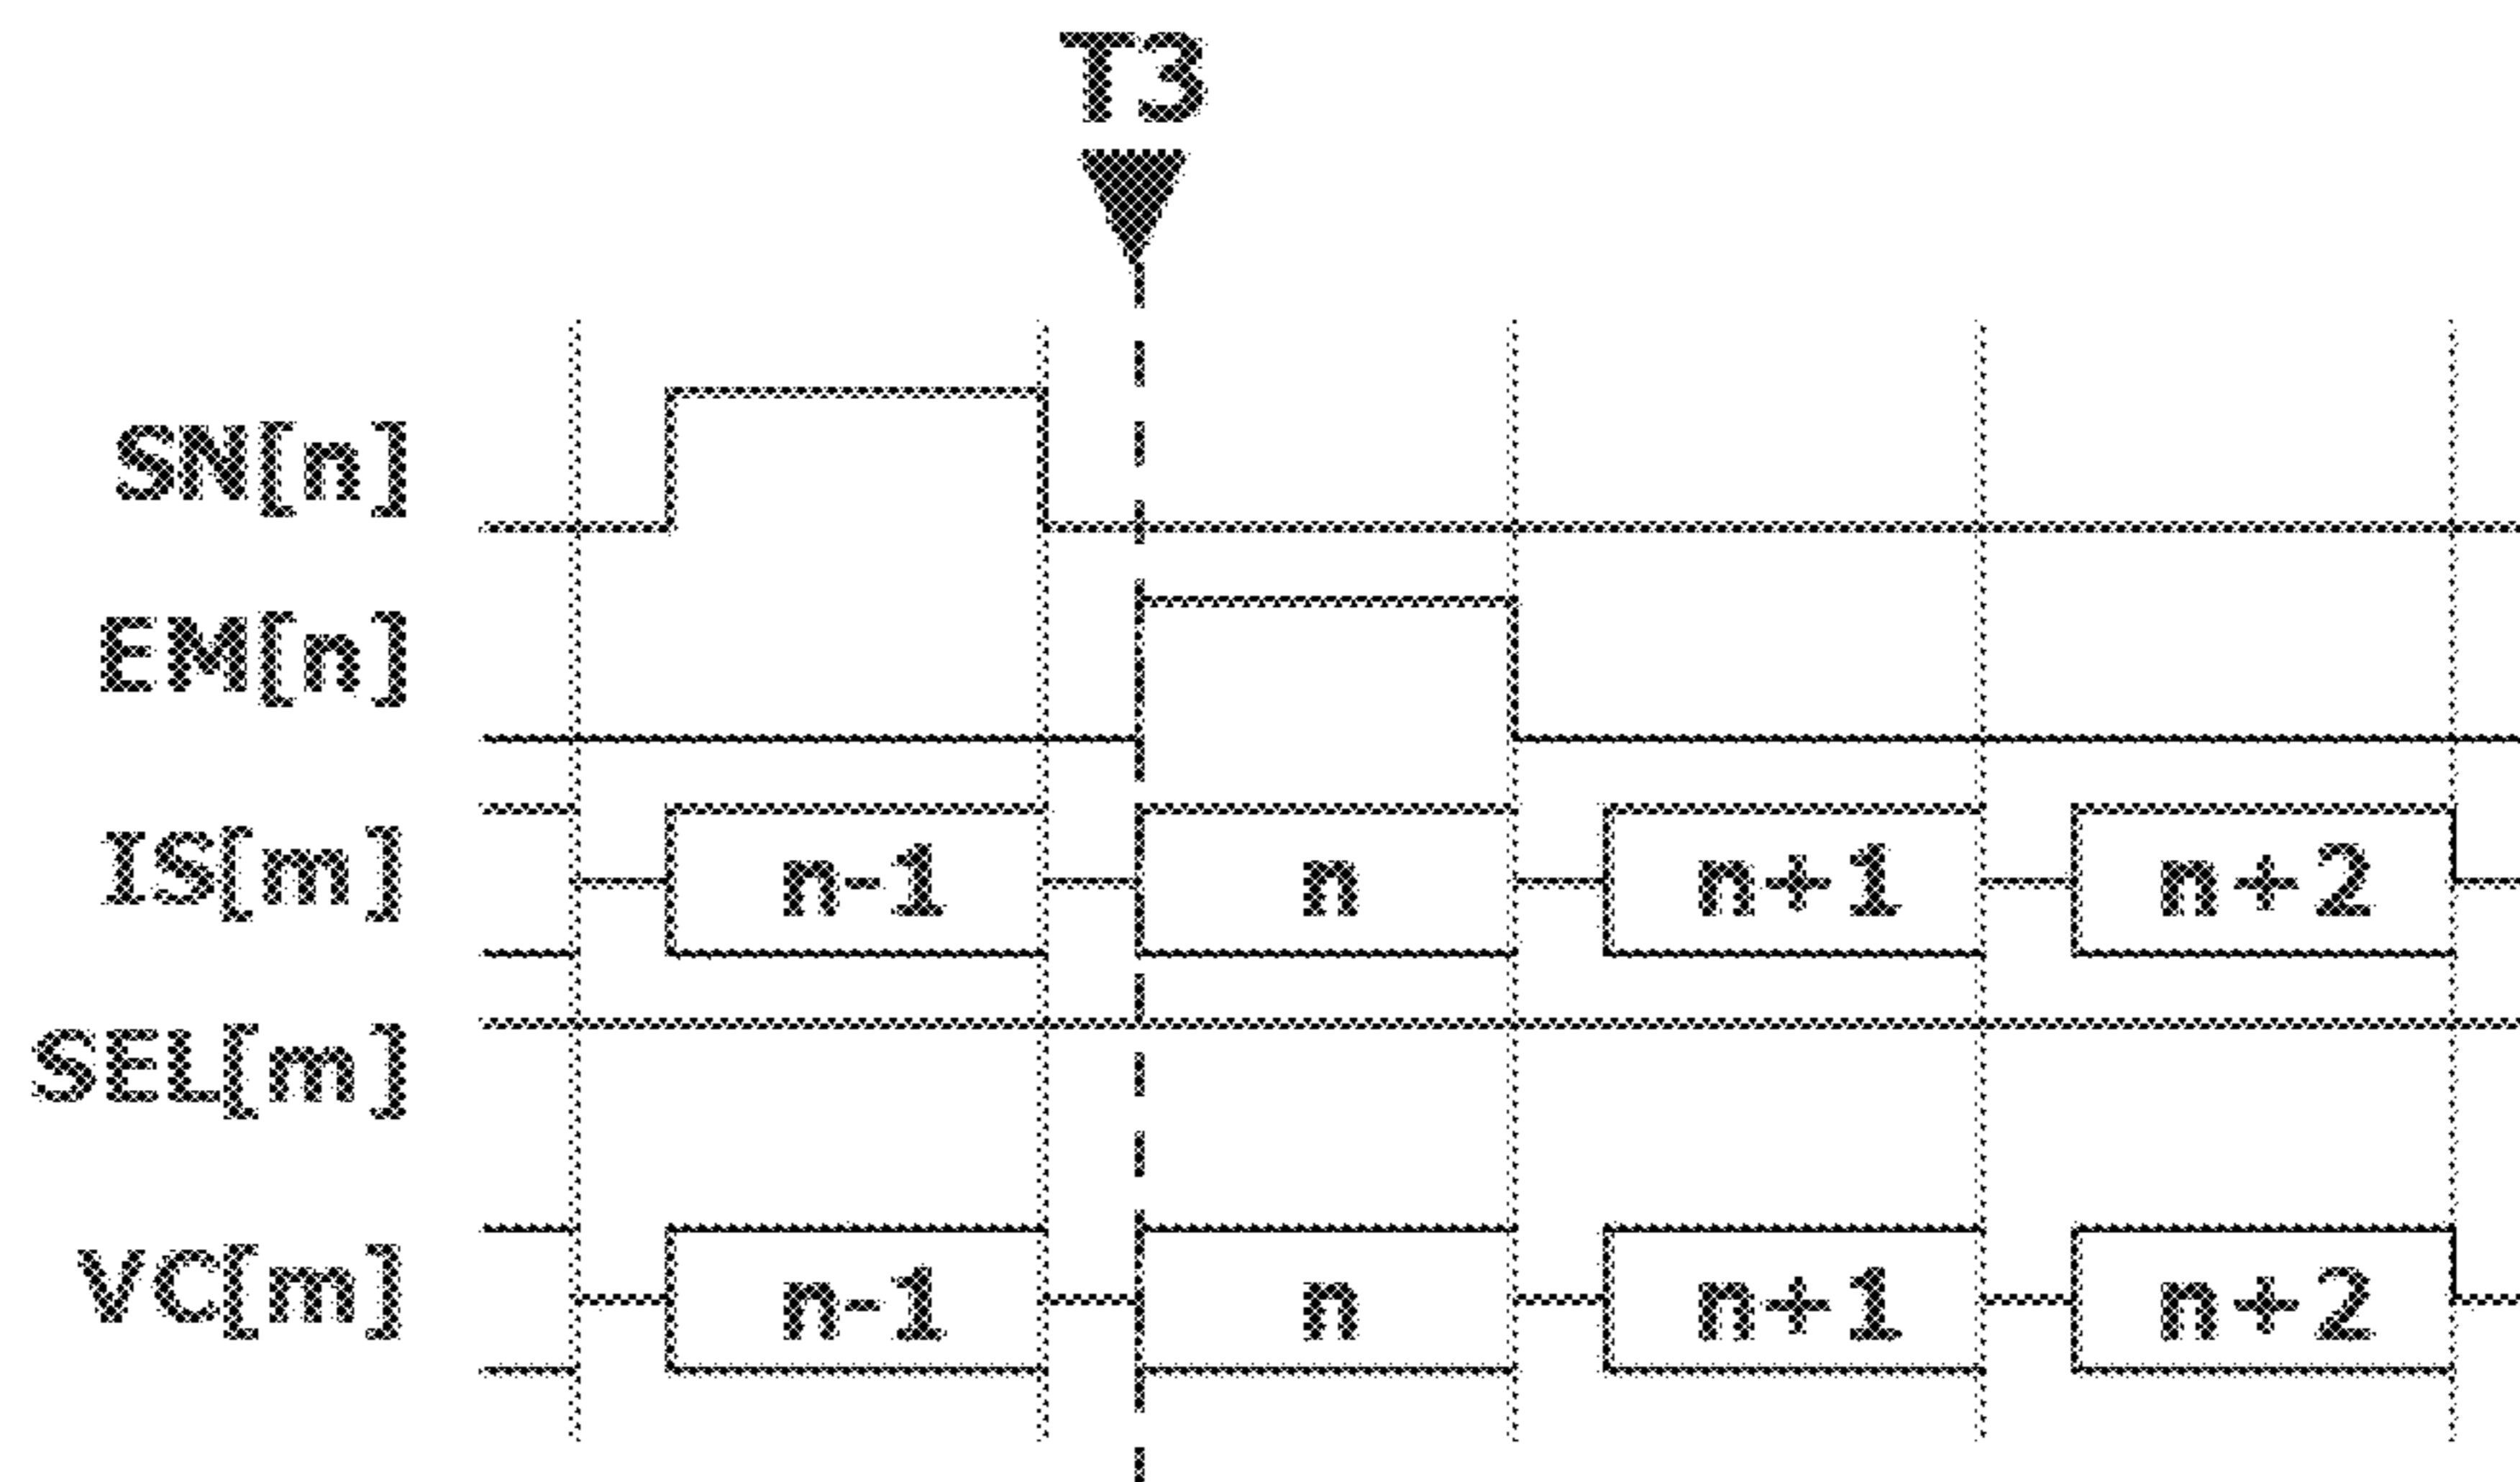 T3
SN[n]
EM[n]
IS[m] n-1 n n+1 n+2
SEL[m]
VC[m] n-1 n n+1 n+2